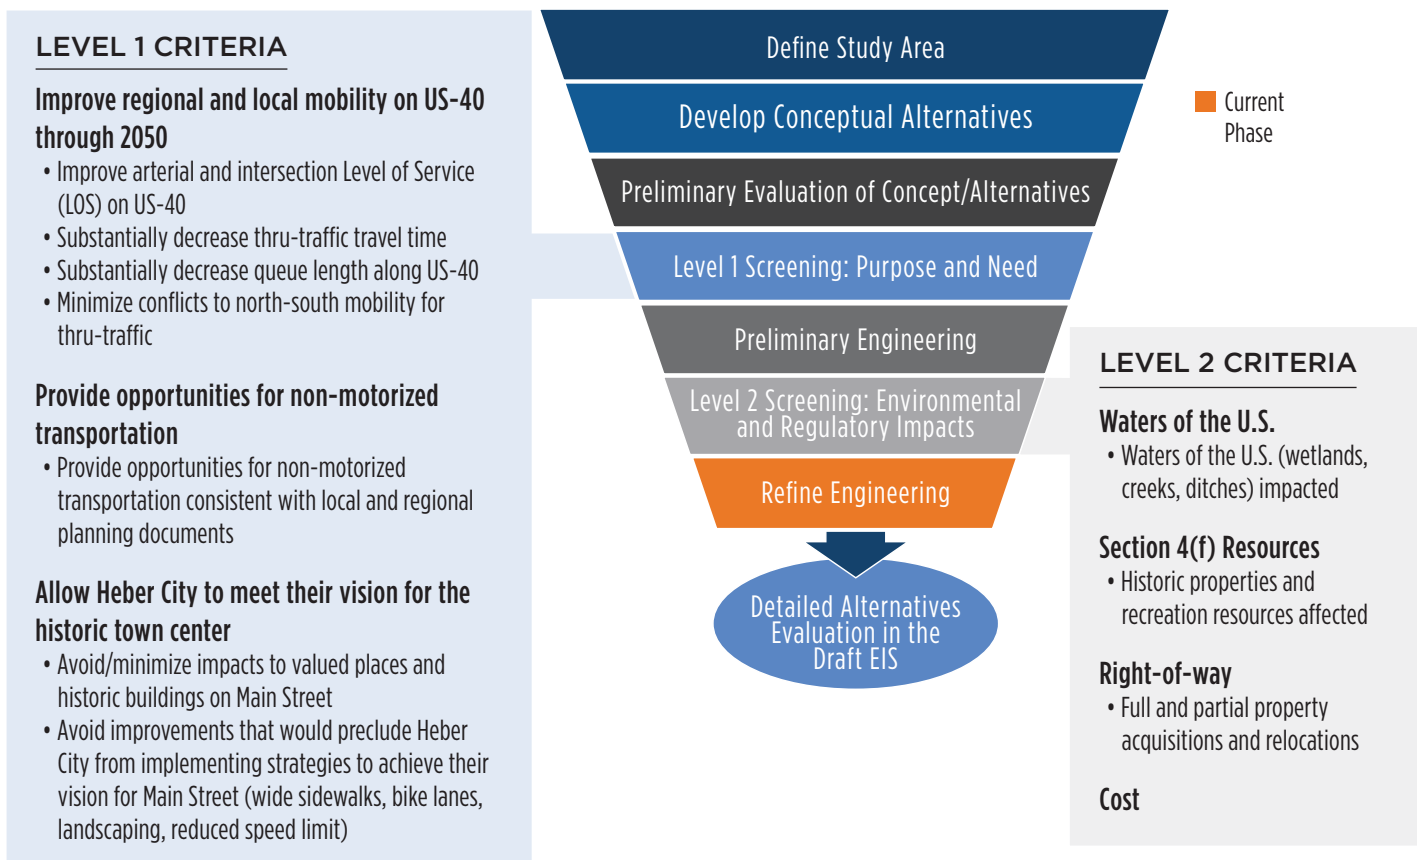 LEVEL 1 CRITERIA
Improve regional and local mobility on US-40
through 2050
• Improve arterial and intersection Level of Service
(LOS) on US-40
• Substantially decrease thru-traffic travel time
• Substantially decrease queue length along US-40
• Minimize conflicts to north-south mobility for
thru-traffic
Provide opportunities for non-motorized
transportation
• Provide opportunities for non-motorized
transportation consistent with local and regional
planning documents
Allow Heber City to meet their vision for the
historic town center
• Avoid/minimize impacts to valued places and
historic buildings on Main Street
• Avoid improvements that would preclude Heber
City from implementing strategies to achieve their
vision for Main Street (wide sidewalks, bike lanes,
landscaping, reduced speed limit)
Define Study Area
Develop Conceptual Alternatives
Preliminary Evaluation of Concept/Alternatives
Level 1 Screening: Purpose and Need
Preliminary Engineering
Level 2 Screening: Environmental
and Regulatory Impacts
Refine Engineering
Detailed Alternatives
Evaluation in the
Draft EIS
Current
Phase
LEVEL 2 CRITERIA
Waters of the U.S.
• Waters of the U.S. (wetlands,
creeks, ditches) impacted
Section 4(f) Resources
• Historic properties and
recreation resources affected
Right-of-way
• Full and partial property
acquisitions and relocations
Cost